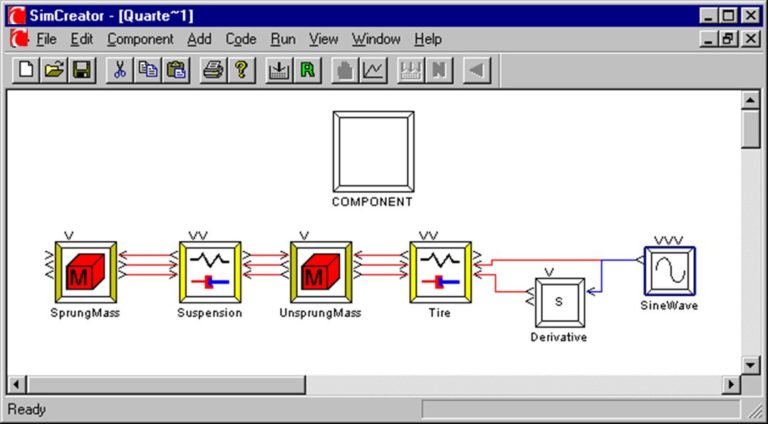 SimCreator - [Quarte~1]
File Edit Component Add Code Run View Window Help
R N
COMPONENT
V VV V VV VVV
M M
V
S
SprungMass Suspension UnsprungMass Tire SineWave
Derivative
Ready